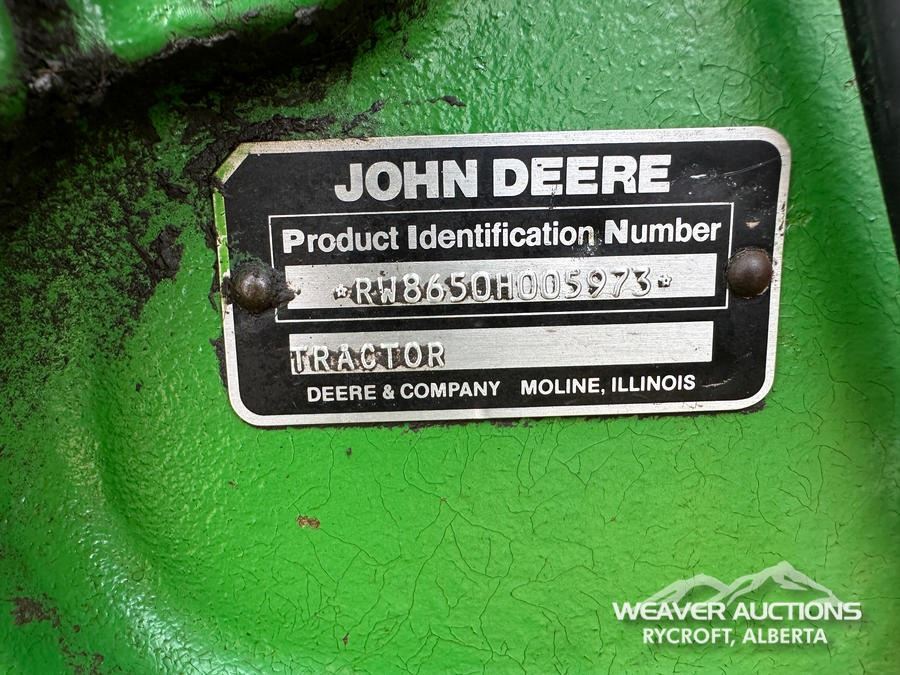 JOHN DEERE
Product Identification Number
*RW8650H005973*
TRACTOR
DEERE & COMPANY MOLINE, ILLINOIS
WEAVER AUCTIONS
RYCROFT, ALBERTA